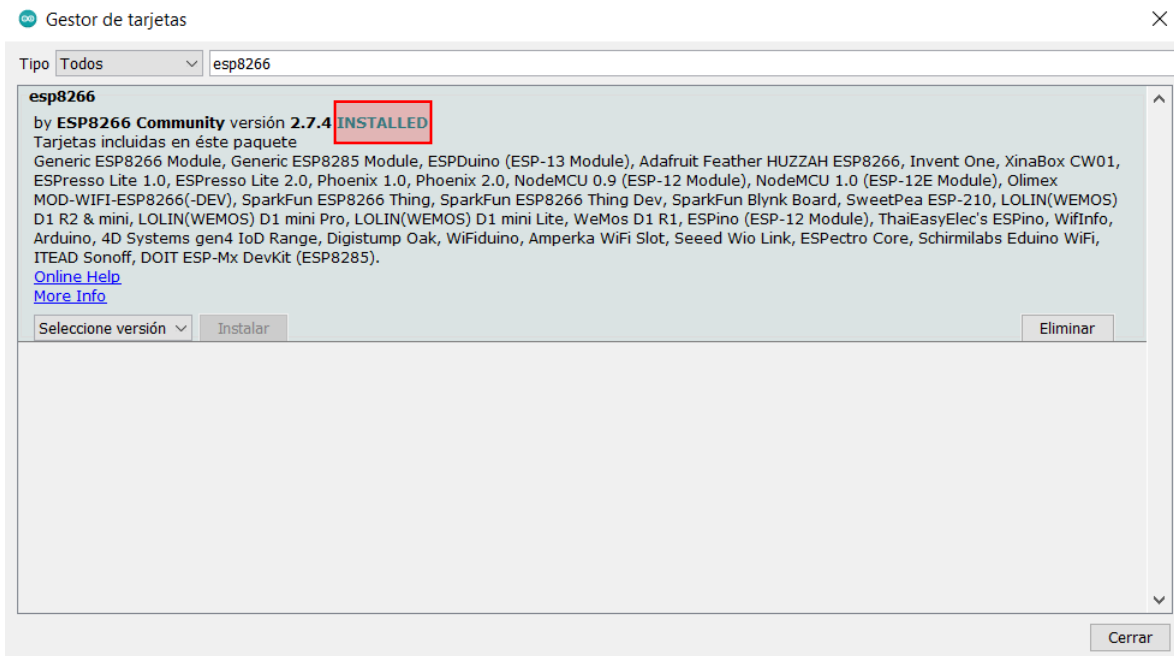 Gestor de tarjetas
Tipo Todos esp8266
esp8266
by ESP8266 Community versión 2.7.4 INSTALLED
Tarjetas incluidas en éste paquete
Generic ESP8266 Module, Generic ESP8285 Module, ESPDuino (ESP-13 Module), Adafruit Feather HUZZAH ESP8266, Invent One, XinaBox CW01,
ESPresso Lite 1.0, ESPresso Lite 2.0, Phoenix 1.0, Phoenix 2.0, NodeMCU 0.9 (ESP-12 Module), NodeMCU 1.0 (ESP-12E Module), Olimex
MOD-WIFI-ESP8266(-DEV), SparkFun ESP8266 Thing, SparkFun ESP8266 Thing Dev, SparkFun Blynk Board, SweetPea ESP-210, LOLIN(WEMOS)
D1 R2 & mini, LOLIN(WEMOS) D1 mini Pro, LOLIN(WEMOS) D1 mini Lite, WeMos D1 R1, ESPino (ESP-12 Module), ThaiEasyElec's ESPino, WifInfo,
Arduino, 4D Systems gen4 IoD Range, Digistump Oak, WiFiduino, Amperka WiFi Slot, Seeed Wio Link, ESPectro Core, Schirmilabs Eduino WiFi,
ITEAD Sonoff, DOIT ESP-Mx DevKit (ESP8285).
Online Help
More Info
Seleccione versión Instalar Eliminar
Cerrar